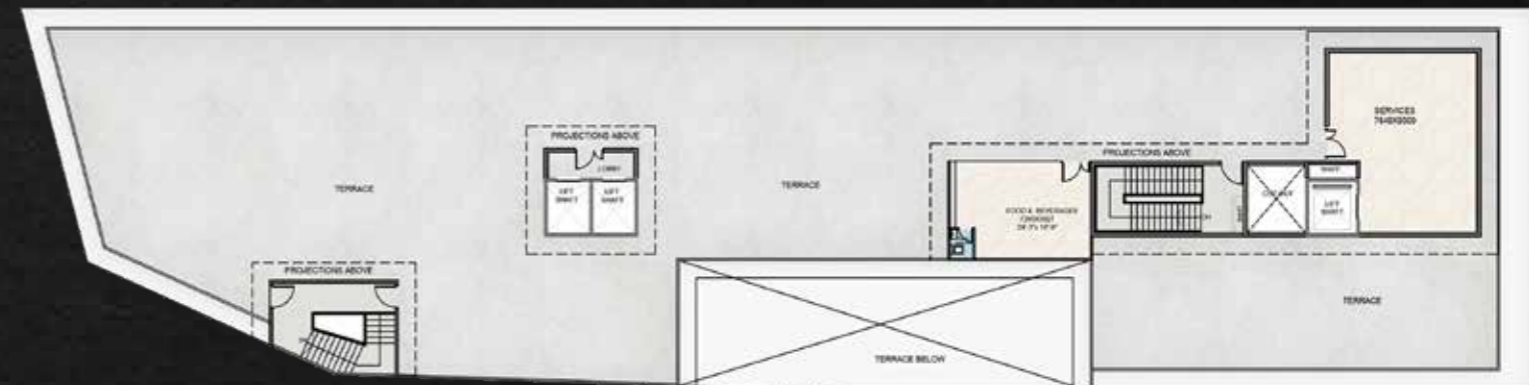 SERVICES
PROJECTIONS ABOVE
LOBBY
PROJECTIONS ABOVE
TERRACE
LIFT
SHAFT
LIFT
SHAFT
TERRACE
SHAFT
LIFT
SHAFT
FOOD & BEVERAGES
PROJECTIONS ABOVE
TERRACE
TERRACE BELOW